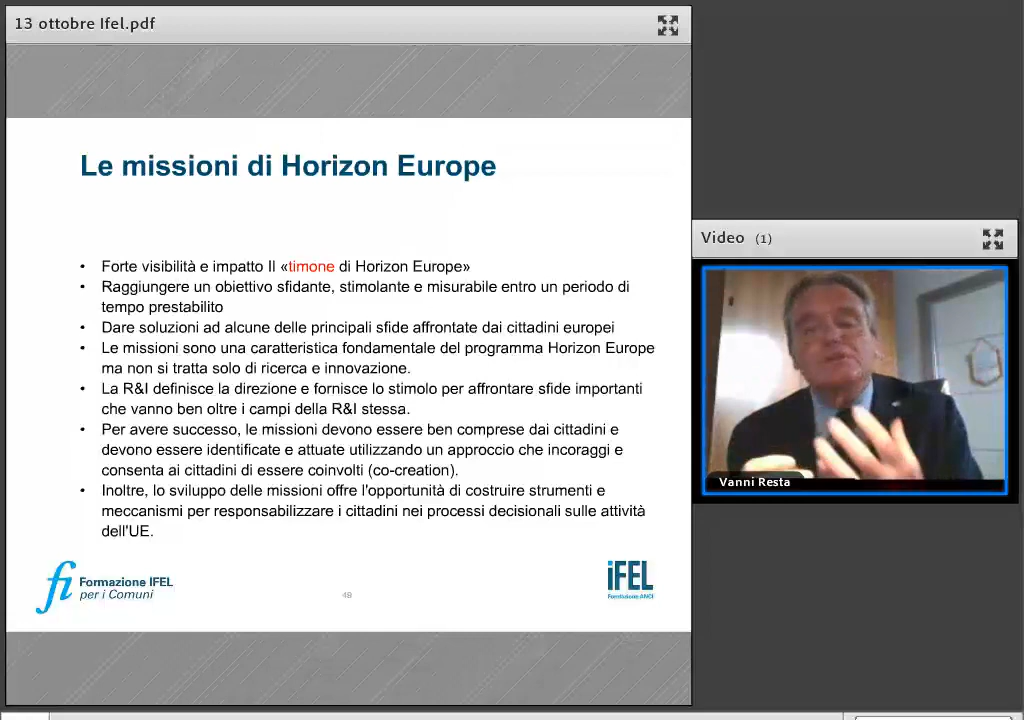 13 ottobre Ifel.pdf
Le missioni di Horizon Europe
• Forte visibilità e impatto Il «timone di Horizon Europe»
• Raggiungere un obiettivo sfidante, stimolante e misurabile entro un periodo di
tempo prestabilito
• Dare soluzioni ad alcune delle principali sfide affrontate dai cittadini europei
• Le missioni sono una caratteristica fondamentale del programma Horizon Europe
ma non si tratta solo di ricerca e innovazione.
• La R&I definisce la direzione e fornisce lo stimolo per affrontare sfide importanti
che vanno ben oltre i campi della R&I stessa.
• Per avere successo, le missioni devono essere ben comprese dai cittadini e
devono essere identificate e attuate utilizzando un approccio che incoraggi e
consenta ai cittadini di essere coinvolti (co-creation).
• Inoltre, lo sviluppo delle missioni offre l'opportunità di costruire strumenti e
meccanismi per responsabilizzare i cittadini nei processi decisionali sulle attività
dell'UE.
fi Formazione IFEL
per i Comuni
48
iFEL
Fondazione ANCI
Video (1)
Vanni Resta